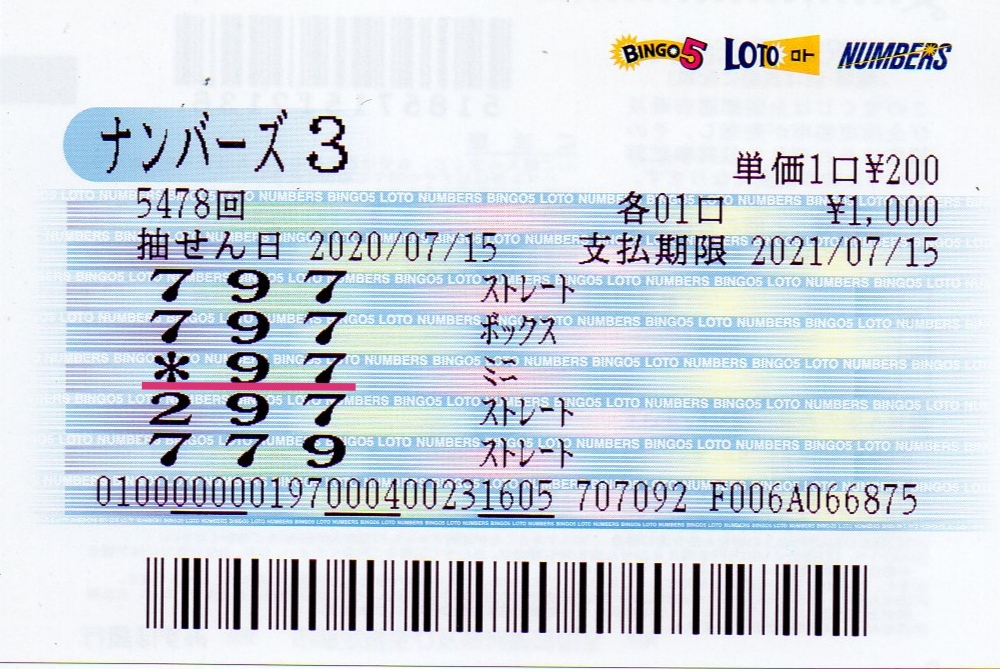 BINGO5 LOTO ロト NUMBERS
ナンバーズ3
単価1口¥200
5478回 各01口 ¥1,000
抽せん日 2020/07/15 支払期限 2021/07/15
7 9 7 ストレート
7 9 7 ボックス
* 9 7 ミニ
2 9 7 ストレート
7 7 9 ストレート
0100000000197000400231605 707092 F006A066875